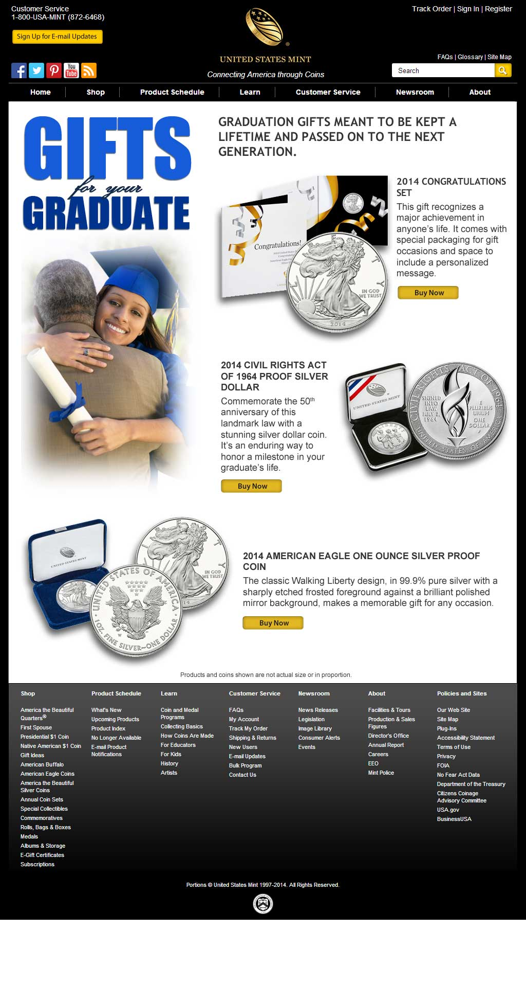 Customer Service
1-800-USA-MINT (872-6468)
Track Order | Sign In | Register
Sign Up for E-mail Updates
UNITED STATES MINT
Connecting America through Coins
FAQs | Glossary | Site Map
You
Tube
Search
Home Shop Product Schedule Learn Customer Service Newsroom About
GIFTS
for your
GRADUATE
GRADUATION GIFTS MEANT TO BE KEPT A
LIFETIME AND PASSED ON TO THE NEXT
GENERATION.
Congratulations!
LIBERTY
IN GOD
WE TRUST
2014
2014 CONGRATULATIONS
SET
This gift recognizes a
major achievement in
anyone's life. It comes with
special packaging for gift
occasions and space to
include a personalized
message.
Buy Now
2014 CIVIL RIGHTS ACT
OF 1964 PROOF SILVER
DOLLAR
Commemorate the 50th
anniversary of this
landmark law with a
stunning silver dollar coin.
It's an enduring way to
honor a milestone in your
graduate's life.
Buy Now
UNITED STATES MINT
LIBERTY
CIVIL RIGHTS ACT OF 1964
SIGNED
INTO
LAW
JULY 2,
1964
E
PLURIBUS
UNUM
ONE
DOLLAR
P
UNITED STATES OF AMERICA
UNITED STATES MINT
LIBERTY
IN GOD
WE TRUST
UNITED STATES OF AMERICA
W
1 OZ. FINE SILVER~ONE DOLLAR
2014 AMERICAN EAGLE ONE OUNCE SILVER PROOF
COIN
The classic Walking Liberty design, in 99.9% pure silver with a
sharply etched frosted foreground against a brilliant polished
mirror background, makes a memorable gift for any occasion.
Buy Now
Products and coins shown are not actual size or in proportion.
Shop
America the Beautiful
Quarters®
First Spouse
Presidential $1 Coin
Native American $1 Coin
Gift Ideas
American Buffalo
American Eagle Coins
America the Beautiful
Silver Coins
Annual Coin Sets
Special Collectibles
Commemoratives
Rolls, Bags & Boxes
Medals
Albums & Storage
E-Gift Certificates
Subscriptions
Product Schedule
What's New
Upcoming Products
Product Index
No Longer Available
E-mail Product
Notifications
Learn
Coin and Medal
Programs
Collecting Basics
How Coins Are Made
For Educators
For Kids
History
Artists
Customer Service
FAQs
My Account
Track My Order
Shipping & Returns
New Users
E-mail Updates
Bulk Program
Contact Us
Newsroom
News Releases
Legislation
Image Library
Consumer Alerts
Events
About
Facilities & Tours
Production & Sales
Figures
Director's Office
Annual Report
Careers
EEO
Mint Police
Policies and Sites
Our Web Site
Site Map
Plug-Ins
Accessibility Statement
Terms of Use
Privacy
FOIA
No Fear Act Data
Department of the Treasury
Citizens Coinage
Advisory Committee
USA.gov
BusinessUSA
Portions © United States Mint 1997-2014. All Rights Reserved.